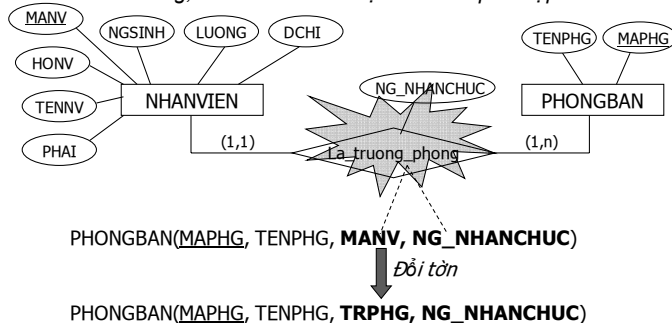 MANV
NGSINH
LUONG
DCHI
TENPHG
MAPHG
HONV
NG_NHANCHUC
NHANVIEN
PHONGBAN
TENNV
(1,1)
(1,n)
PHAI
La_truong_phong
PHONGBAN(MAPHG, TENPHG, MANV, NG_NHANCHUC)
Đổi tờn
PHONGBAN(MAPHG, TENPHG, TRPHG, NG_NHANCHUC)